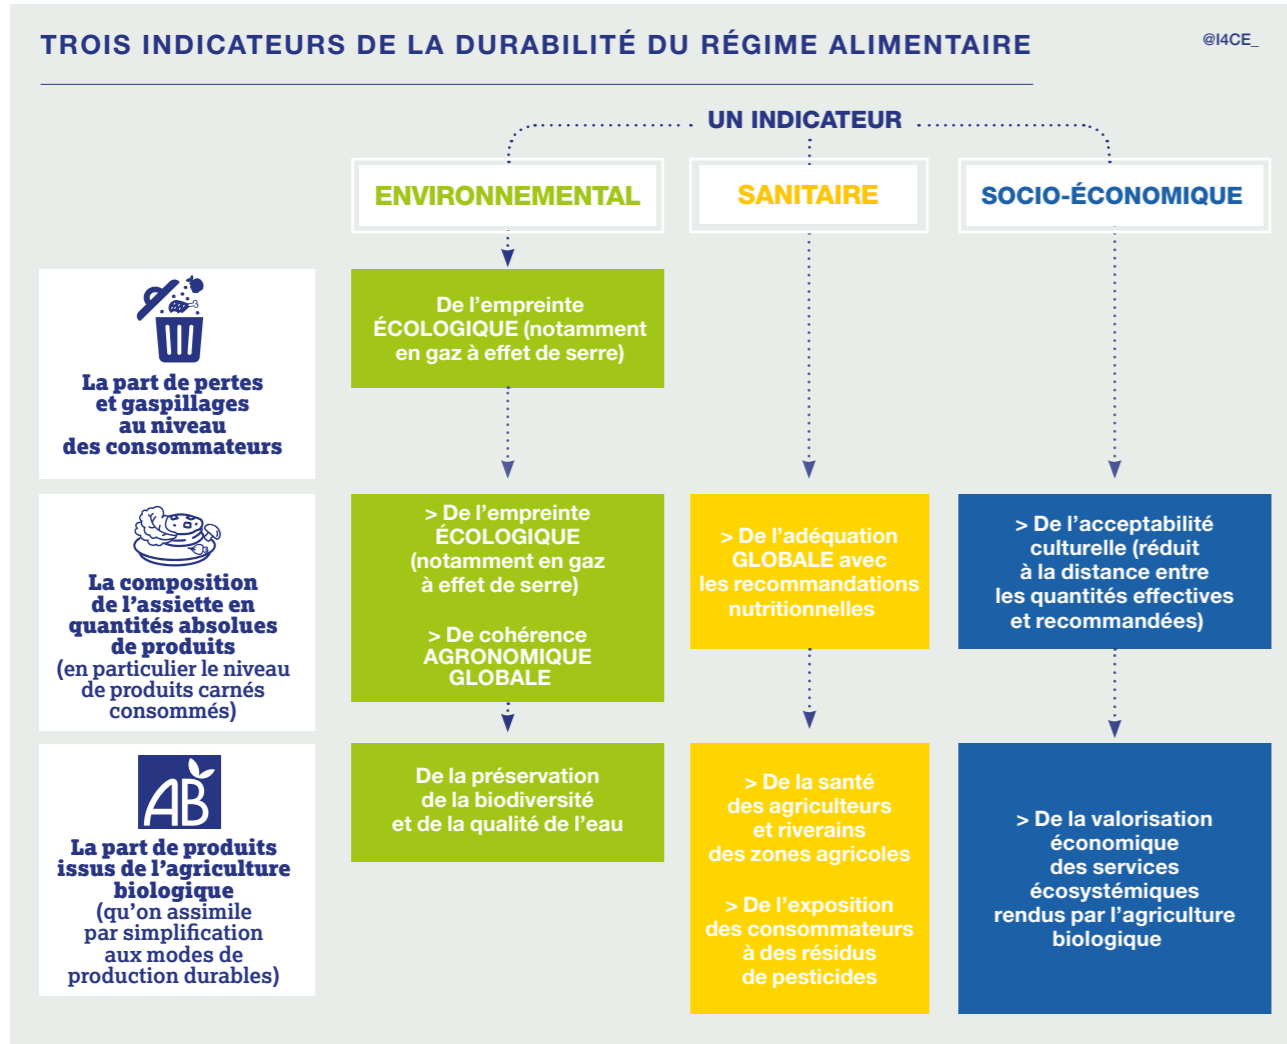 TROIS INDICATEURS DE LA DURABILITÉ DU RÉGIME ALIMENTAIRE
@I4CE_
UN INDICATEUR
ENVIRONNEMENTAL
SANITAIRE
SOCIO-ÉCONOMIQUE
La part de pertes
et gaspillages
au niveau
des consommateurs
De l’empreinte
ÉCOLOGIQUE (notamment
en gaz à effet de serre)
La composition
de l’assiette en
quantités absolues
de produits
(en particulier le niveau
de produits carnés
consommés)
> De l’empreinte
ÉCOLOGIQUE
(notamment en gaz
à effet de serre)
> De cohérence
AGRONOMIQUE
GLOBALE
> De l’adéquation
GLOBALE avec
les recommandations
nutritionnelles
> De l’acceptabilité
culturelle (réduit
à la distance entre
les quantités effectives
et recommandées)
AB
La part de produits
issus de l’agriculture
biologique
(qu’on assimile
par simplification
aux modes de
production durables)
De la préservation
de la biodiversité
et de la qualité de l’eau
> De la santé
des agriculteurs
et riverains
des zones agricoles
> De l’exposition
des consommateurs
à des résidus
de pesticides
> De la valorisation
économique
des services
écosystémiques
rendus par l’agriculture
biologique